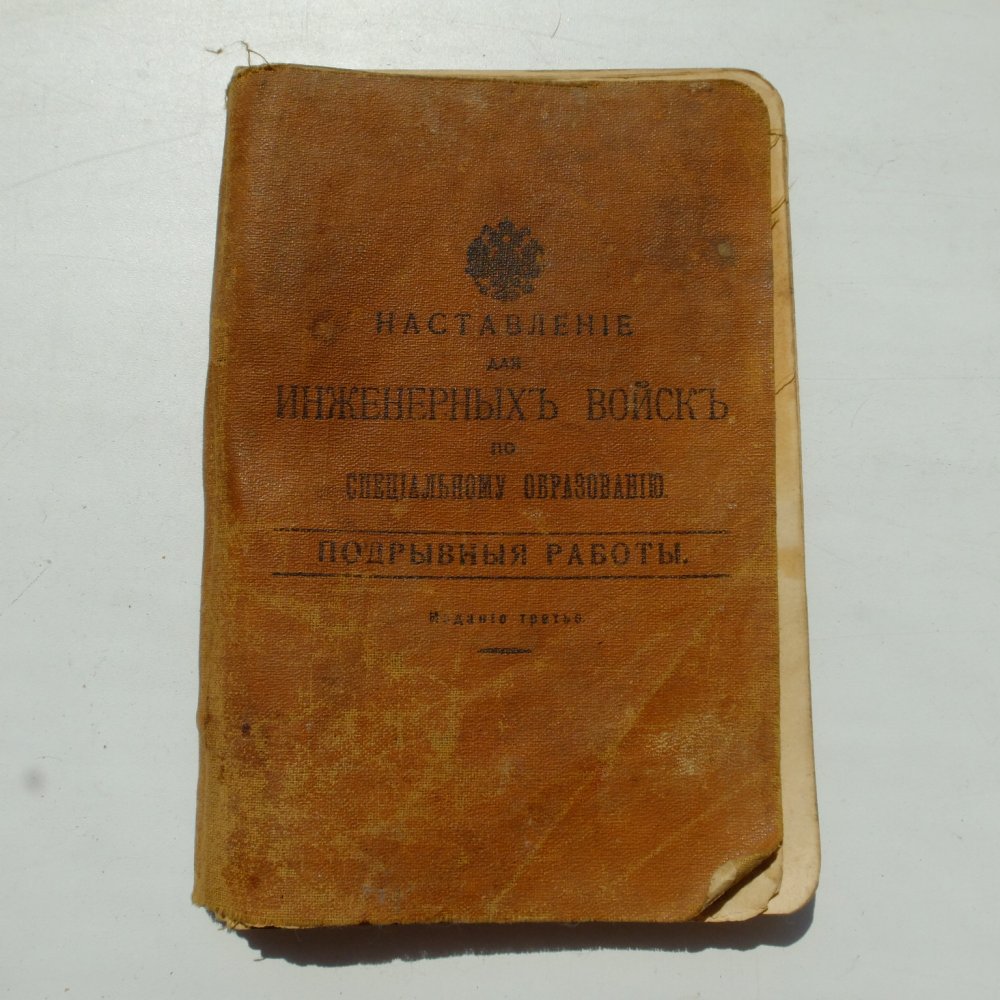 НАСТАВЛЕНІЕ
ДЛЯ
ИНЖЕНЕРНЫХЪ ВОЙСКЪ
ПО
СПЕЦІАЛЬНОМУ ОБРАЗОВАНІЮ.
ПОДРЫВНЫЯ РАБОТЫ.
Изданіе третье.